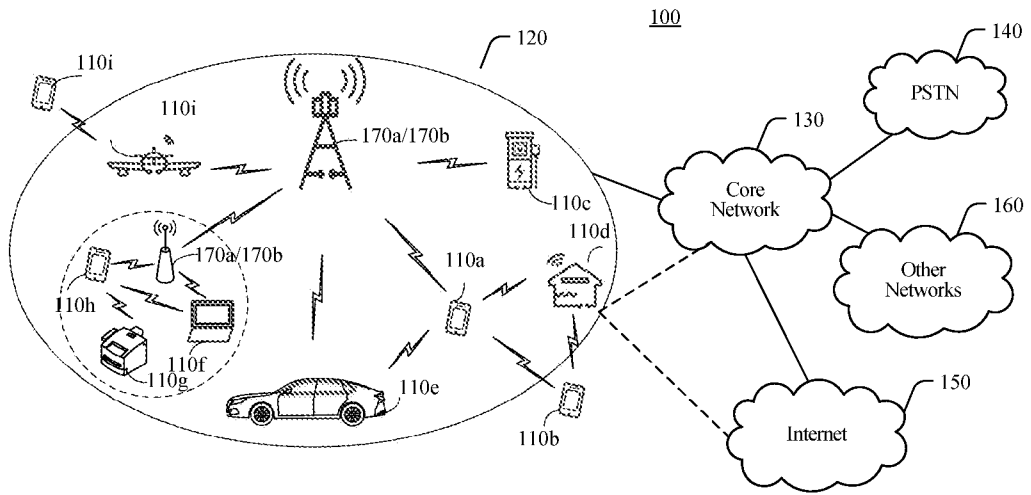 100
120
140
110i
110i
PSTN
170a/170b
130
110c
Core
Network
160
110d
170a/170b
110a
Other
Networks
110h
110f
110g
110e
150
110b
Internet